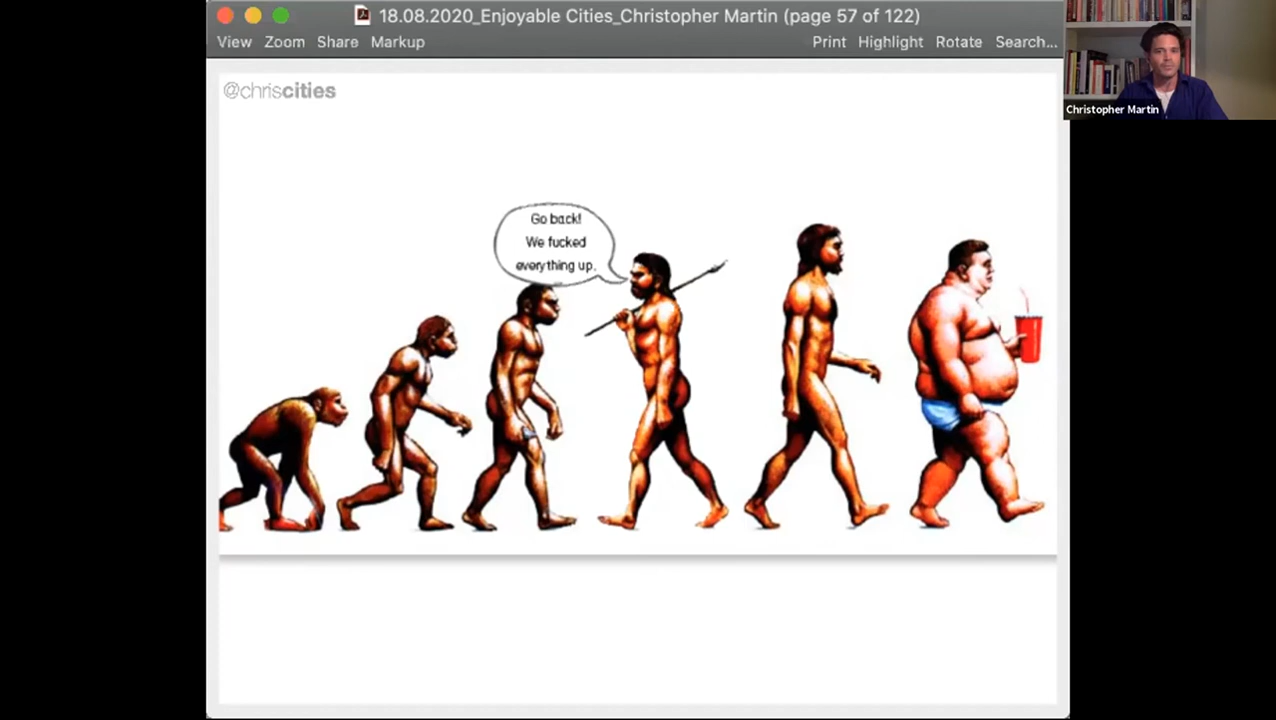 18.08.2020_Enjoyable Cities_Christopher Martin (page 57 of 122)
View Zoom Share Markup Print Highlight Rotate Search...
Christopher Martin
@chriscities
Go back!
We fucked
everything up.